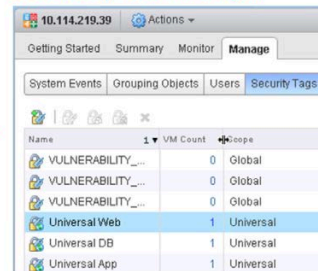 10.114.219.39 Actions
Getting Started Summary Monitor Manage
System Events Grouping Objects Users Security Tags
Name 1 VM Count Scope
VULNERABILITY_... 0 Global
VULNERABILITY_... 0 Global
VULNERABILITY_... 0 Global
Universal Web 1 Universal
Universal DB 1 Universal
Universal App 1 Universal